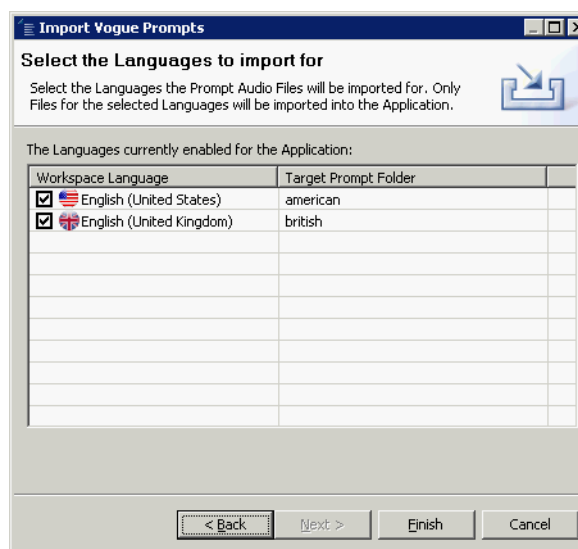 Import Vogue Prompts
Select the Languages to import for
Select the Languages the Prompt Audio Files will be imported for. Only
Files for the selected Languages will be imported into the Application.
The Languages currently enabled for the Application:
Workspace Language Target Prompt Folder
English (United States) american
English (United Kingdom) british
< Back Next > Finish Cancel